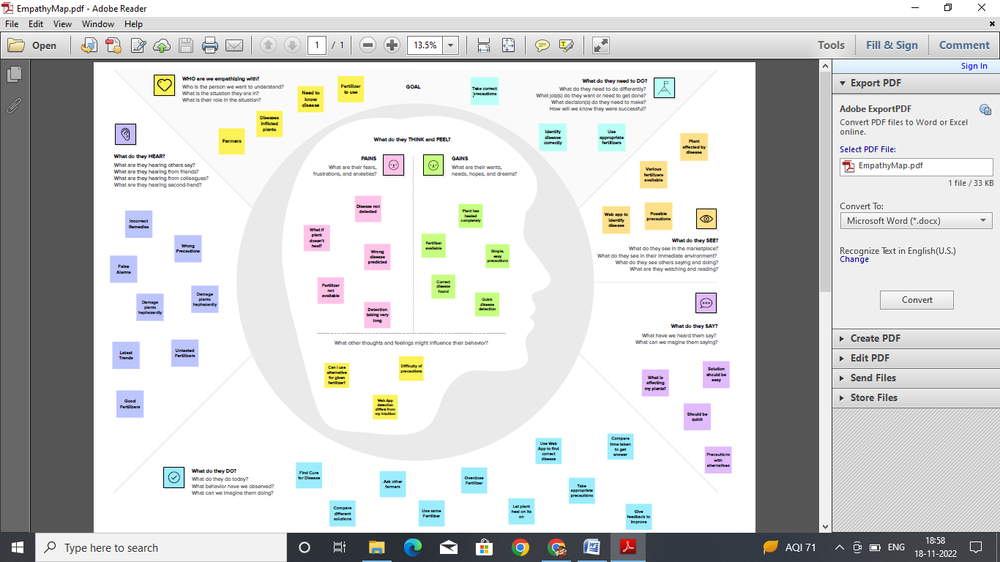 EmpathyMap.pdf - Adobe Reader
File Edit View Window Help
Open
1 / 1
13.5%
Tools
Fill & Sign
Comment
Sign In
WHO are we empathizing with?
Who is the person we want to understand?
What is the situation they are in?
What is their role in the situation?
Farmers
Diseases
inflicted
plants
Need to
know
disease
Fertilizer
to use
GOAL
Take correct
precautions
What do they need to DO?
What do they need to do differently?
What job(s) do they want or need to get done?
What decision(s) do they need to make?
How will we know they were successful?
Identify
disease
correctly
Use
appropriate
fertilizers
What do they HEAR?
What are they hearing others say?
What are they hearing from friends?
What are they hearing from colleagues?
What are they hearing second-hand?
Incorrect
Remedies
Wrong
Precautions
False
Alarms
Damage
plants
haphazardly
Damage
plants
haphazardly
Latest
Trends
Untested
Fertilizers
Good
Fertilizers
What do they THINK and FEEL?
PAINS
What are their fears,
frustrations, and anxieties?
Disease not
detected
What if
plant
doesn't
heal?
Wrong
disease
predicted
Fertilizer
not
available
Detection
taking very
long
GAINS
What are their wants,
needs, hopes, and dreams?
Plant has
healed
completely
Fertilizer
available
Simple,
easy
precautions
Correct
disease
found
Quick
disease
detection
What other thoughts and feelings might influence their behavior?
Can I use
alternative
for given
fertilizer?
Difficulty of
precautions
Web App
detection
differs from
my intuition
Plant
affected by
disease
Various
fertilizers
available
Web app to
identify
disease
Possible
precautions
What do they SEE?
What do they see in the marketplace?
What do they see in their immediate environment?
What do they see others saying and doing?
What are they watching and reading?
What do they SAY?
What have we heard them say?
What can we magine them saying?
What is
affecting
my plants?
Solution
should be
easy
Should be
quick
Precautions
with
alternatives
What do they DO?
What do they do today?
What behavior have we observed?
What can we imagine them doing?
Find Cure
for Disease
Compare
different
solutions
Ask other
farmers
Use same
Fertilizer
Overdose
Fertilizer
Let plant
heal on its
on
Use Web
App to find
correct
disease
Take
appropriate
precautions
Compare
time taken
to get
answer
Give
feedback to
improve
Export PDF
Adobe ExportPDF
Convert PDF files to Word or Excel
online.
Select PDF File:
EmpathyMap.pdf
1 file / 33 KB
Convert To:
Microsoft Word (*.docx)
Recognize Text in English(U.S.)
Change
Convert
Create PDF
Edit PDF
Send Files
Store Files
Type here to search
AQI 71
ENG
18:58
18-11-2022